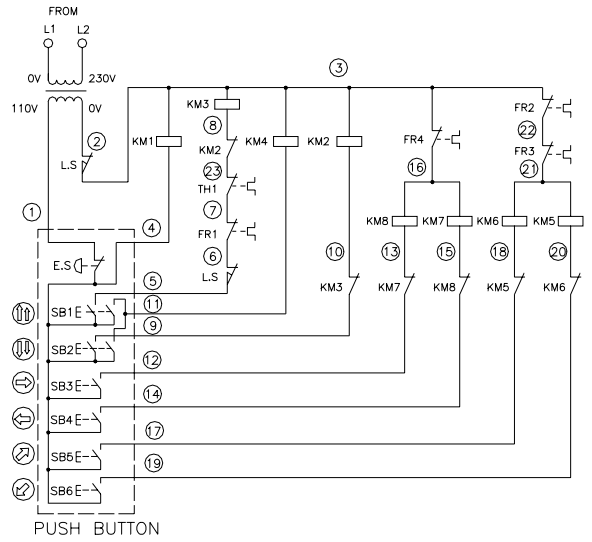 FROM
L1 L2
0V 230V
110V 0V
3
2
L.S
KM1
KM3
8
KM2
23
TH1
7
FR1
6
L.S
KM4
KM2
FR4
16
FR2
22
FR3
21
KM8 KM7 KM6 KM5
10 13 15 18 20
KM3 KM7 KM8 KM5 KM6
1
4
E.S
5
SB1
11
9
SB2
12
SB3
14
SB4
17
SB5
19
SB6
PUSH BUTTON